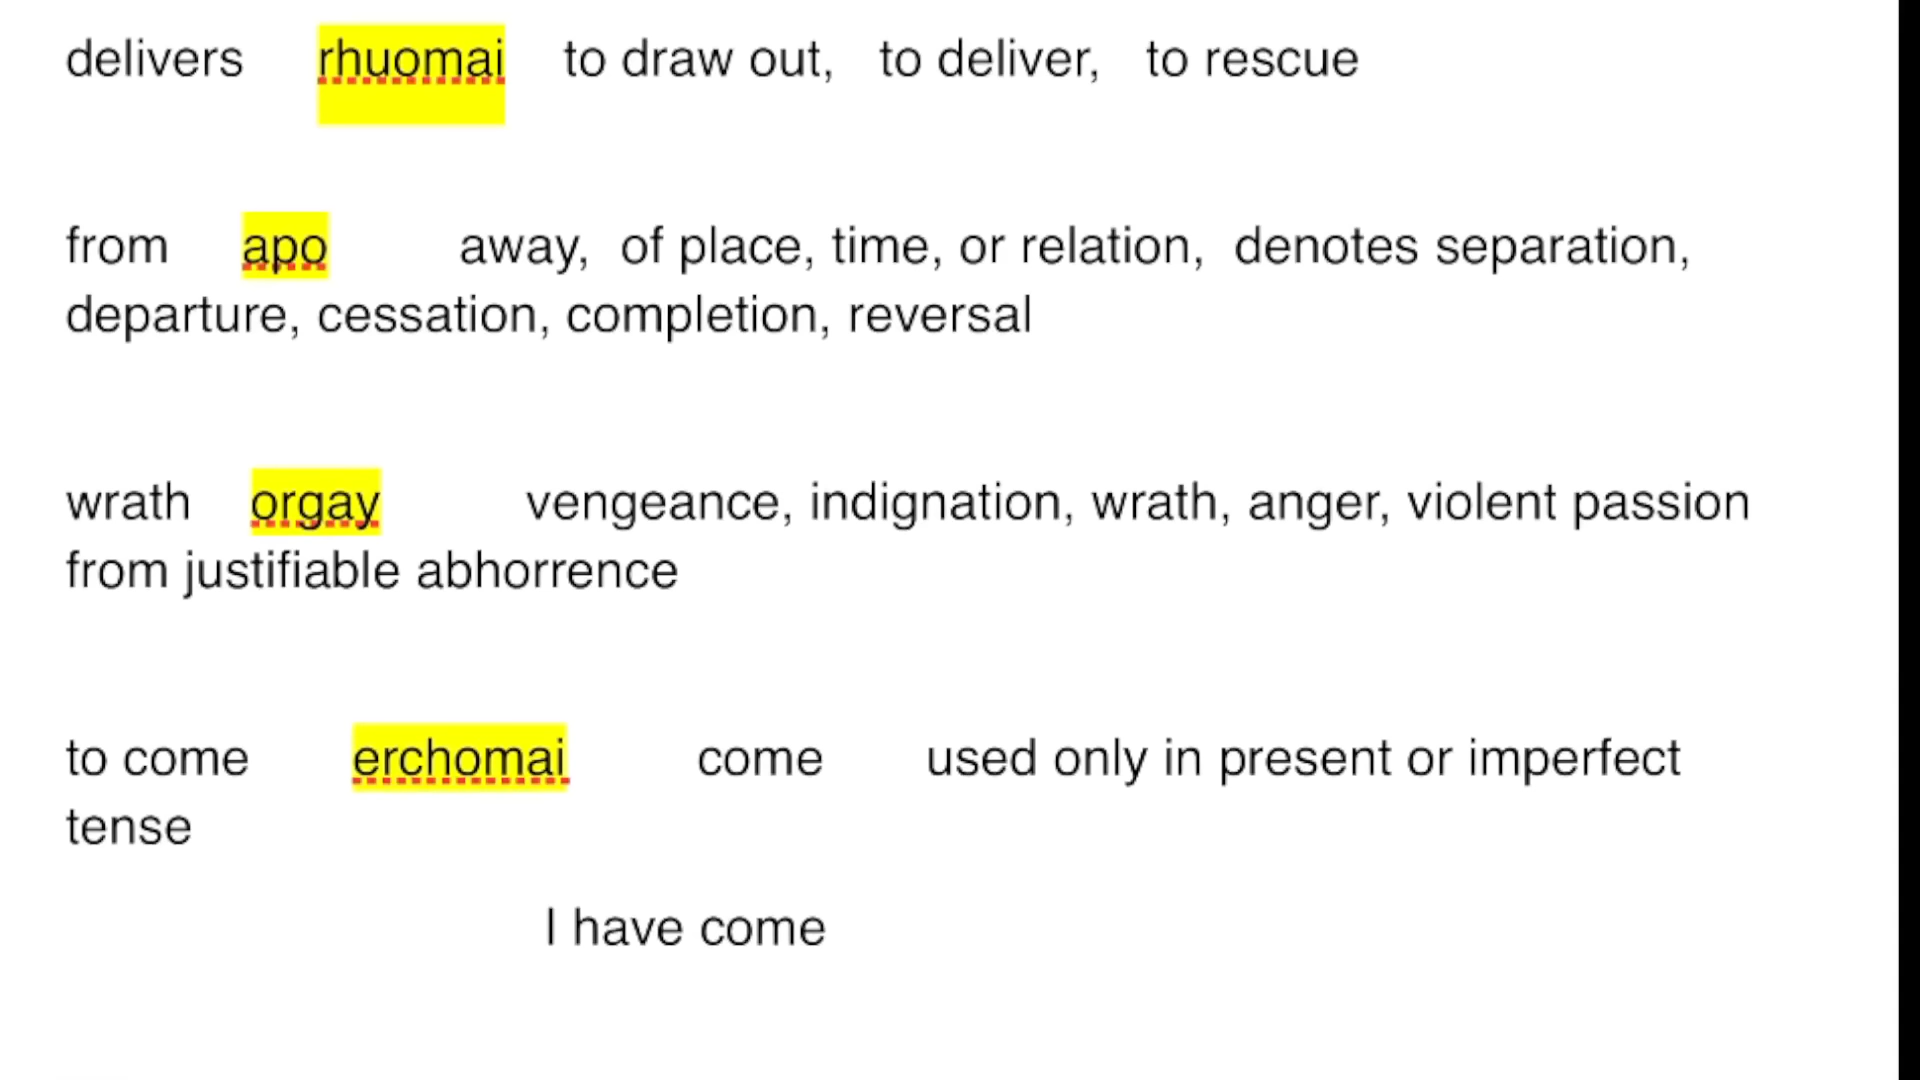 delivers rhuomai to draw out, to deliver, to rescue
from apo away, of place, time, or relation, denotes separation,
departure, cessation, completion, reversal
wrath orgay vengeance, indignation, wrath, anger, violent passion
from justifiable abhorrence
to come erchomai come used only in present or imperfect
tense
I have come